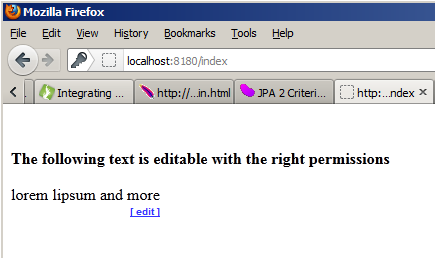 Mozilla Firefox
File Edit View History Bookmarks Tools Help
localhost:8180/index
Integrating ... http://...in.html JPA 2 Criteri... http:...ndex
The following text is editable with the right permissions
lorem lipsum and more
[ edit ]